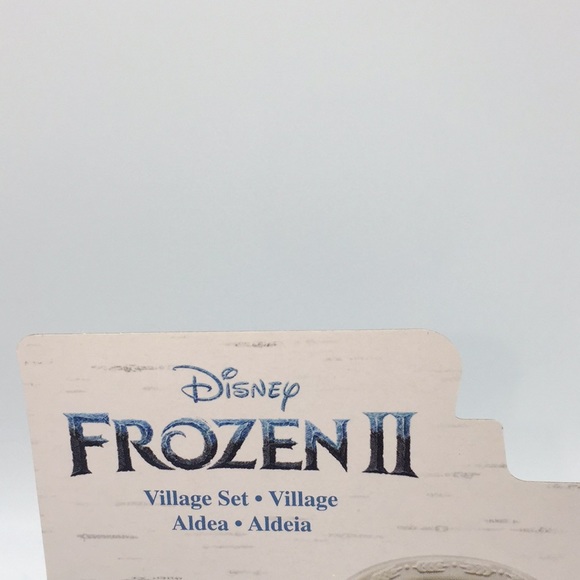 Disney
FROZEN II
Village Set • Village
Aldea • Aldeia